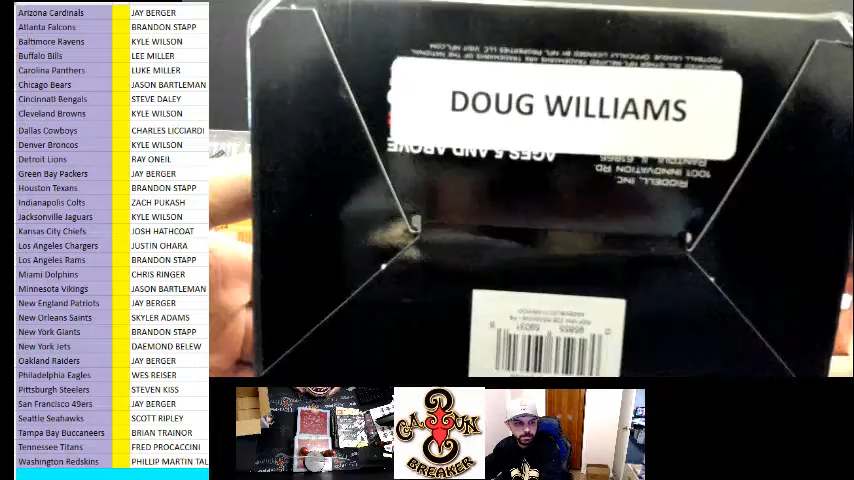 Arizona Cardinals JAY BERGER
Atlanta Falcons BRANDON STAPP
Baltimore Ravens KYLE WILSON
Buffalo Bills LEE MILLER
Carolina Panthers LUKE MILLER
Chicago Bears JASON BARTLEMAN
Cincinnati Bengals STEVE DALEY
Cleveland Browns KYLE WILSON
Dallas Cowboys CHARLES LICCIARDI
Denver Broncos KYLE WILSON
Detroit Lions RAY ONEIL
Green Bay Packers JAY BERGER
Houston Texans BRANDON STAPP
Indianapolis Colts ZACH PUKASH
Jacksonville Jaguars KYLE WILSON
Kansas City Chiefs JOSH HATHCOAT
Los Angeles Chargers JUSTIN OHARA
Los Angeles Rams BRANDON STAPP
Miami Dolphins CHRIS RINGER
Minnesota Vikings JASON BARTLEMAN
New England Patriots JAY BERGER
New Orleans Saints SKYLER ADAMS
New York Giants BRANDON STAPP
New York Jets DAEMOND BELEW
Oakland Raiders JAY BERGER
Philadelphia Eagles WES REISER
Pittsburgh Steelers STEVEN KISS
San Francisco 49ers JAY BERGER
Seattle Seahawks SCOTT RIPLEY
Tampa Bay Buccaneers BRIAN TRAINOR
Tennessee Titans FRED PROCACCINI
Washington Redskins PHILLIP MARTIN TAL
DOUG WILLIAMS
AGES 5 AND ABOVE
RIDDELL, INC.
1001 INNOVATION RD.
RANTOUL IL 61866
CAJUN
BREAKER